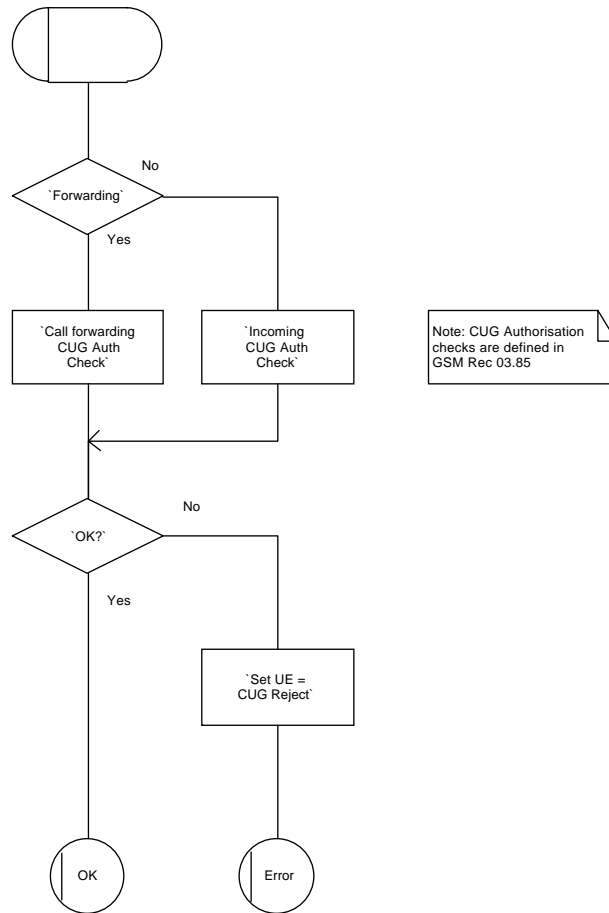 No
`Forwarding`
Yes
`Call forwarding
CUG Auth
Check`
`Incoming
CUG Auth
Check`
Note: CUG Authorisation
checks are defined in
GSM Rec 03.85
No
`OK?`
Yes
`Set UE =
CUG Reject`
OK
Error